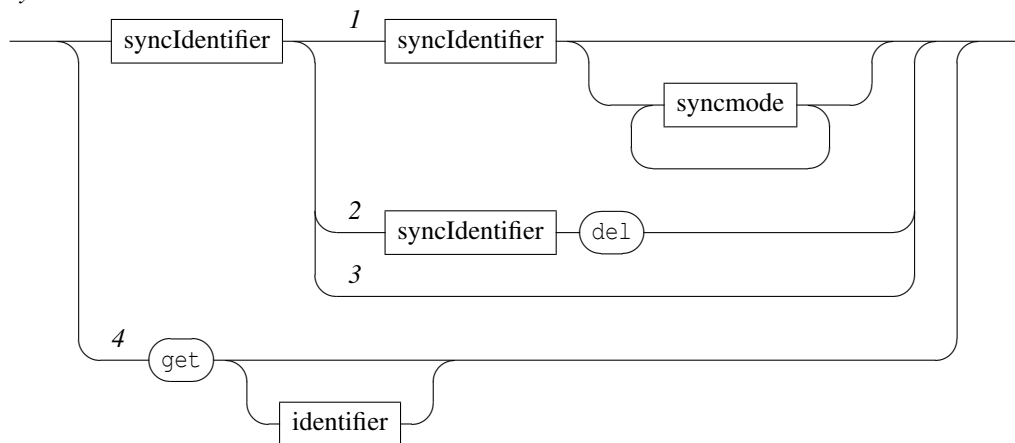 1
syncIdentifier syncIdentifier
syncmode
2
syncIdentifier del
3
4
get
identifier